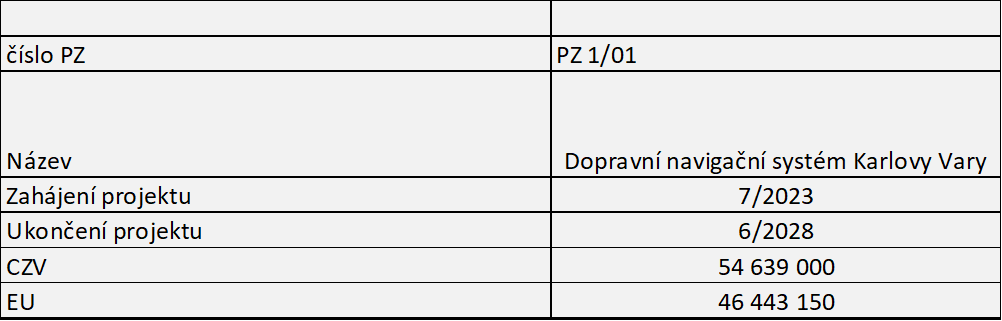 číslo PZ PZ 1/01
Název Dopravní navigační systém Karlovy Vary
Zahájení projektu 7/2023
Ukončení projektu 6/2028
CZV 54 639 000
EU 46 443 150